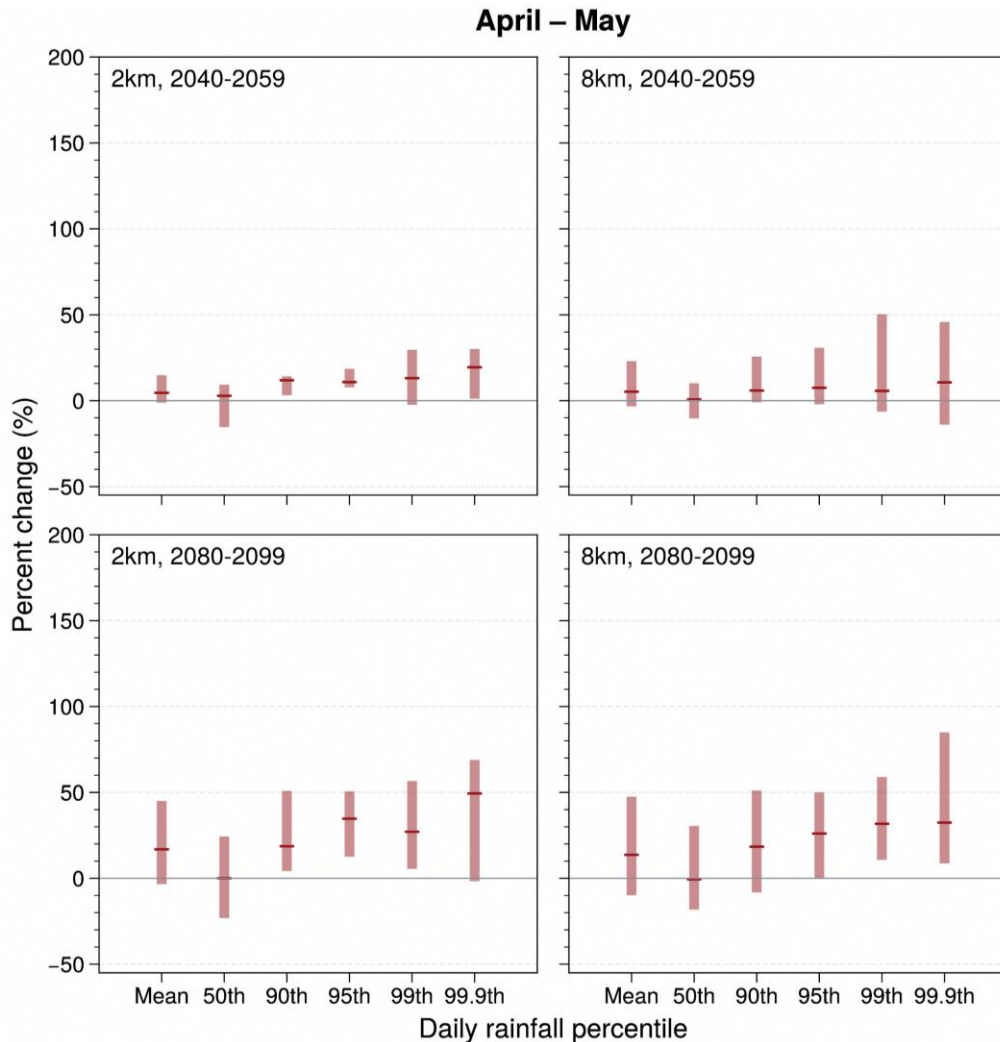 April – May
2km, 2040-2059
8km, 2040-2059
200
150
100
50
0
−50
2km, 2080-2099
8km, 2080-2099
200
150
100
50
0
−50
Percent change (%)
Mean 50th 90th 95th 99th 99.9th
Mean 50th 90th 95th 99th 99.9th
Daily rainfall percentile